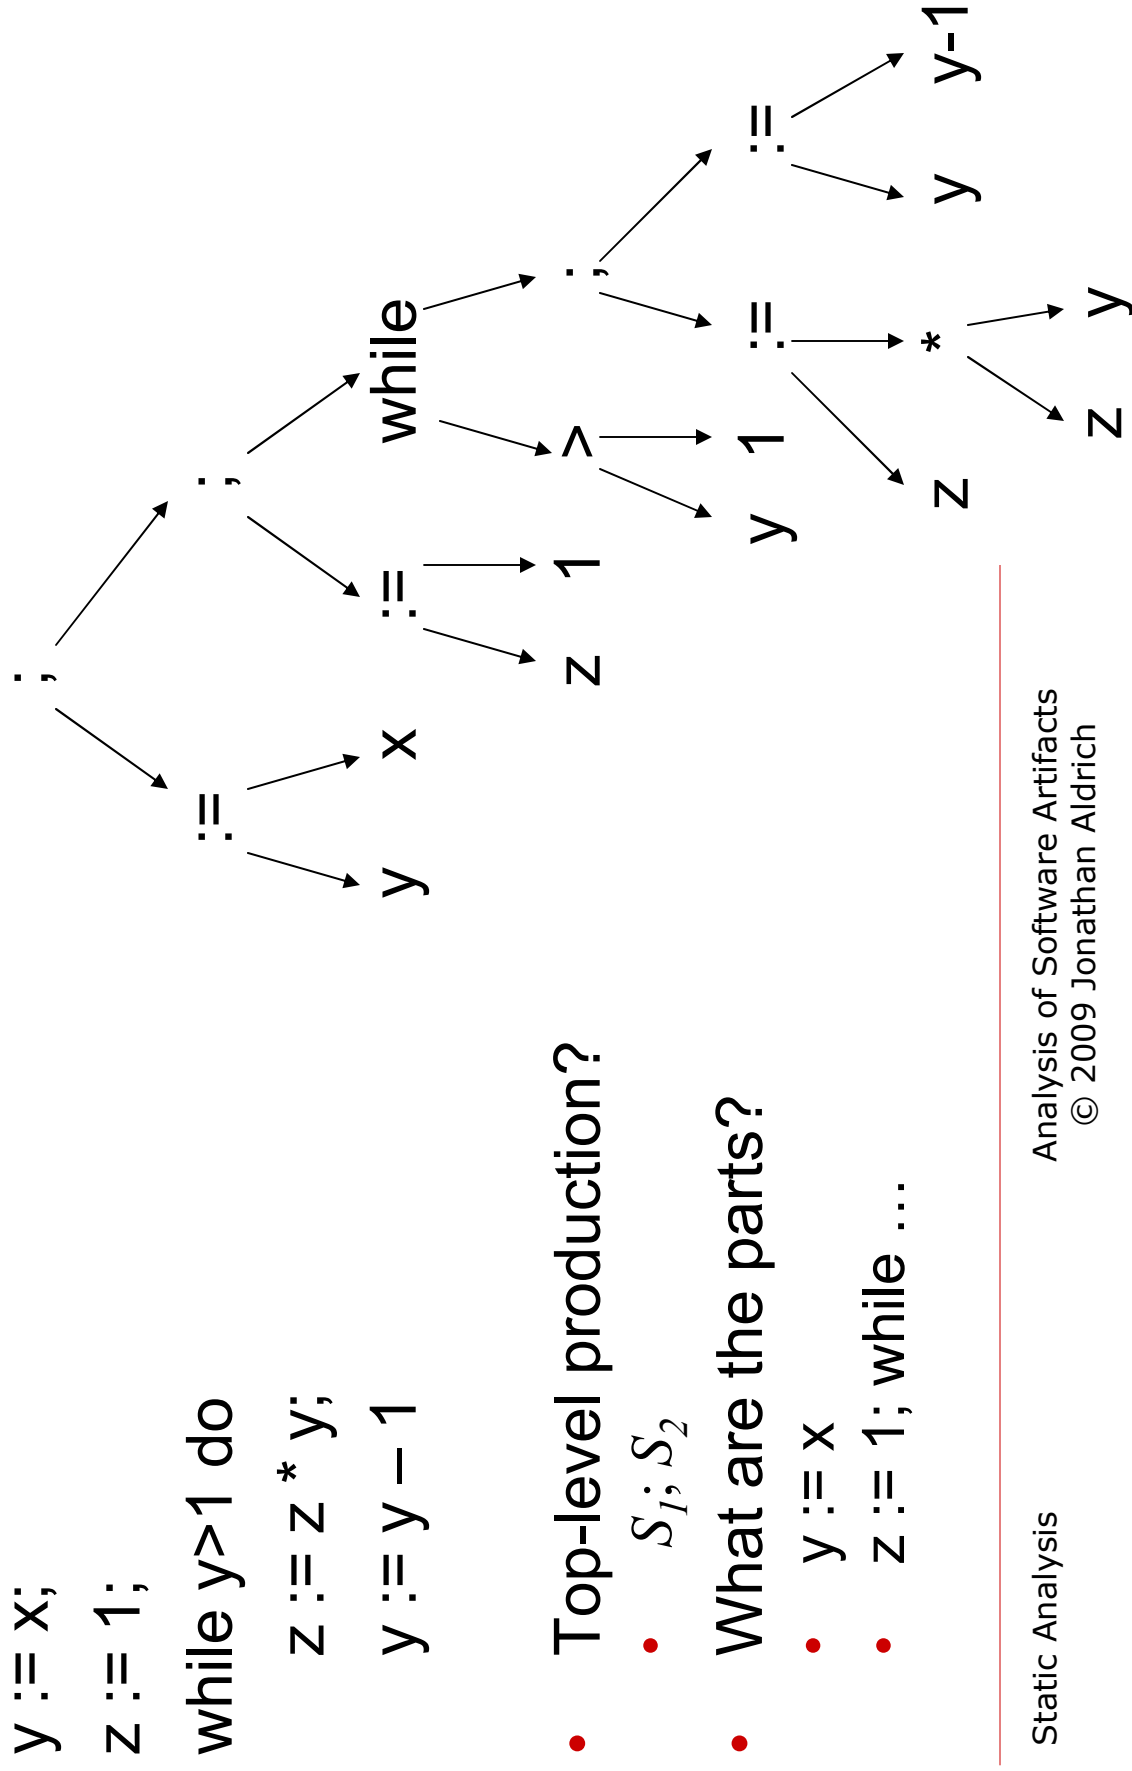 y := x;
z := 1;
while y>1 do
z := z * y;
y := y – 1
• Top-level production?
• S1; S2
• What are the parts?
• y := x
• z := 1; while …
;
:= ;
y x := while
z 1 > ;
y 1 := :=
z * y y-1
z y
Static Analysis
Analysis of Software Artifacts
© 2009 Jonathan Aldrich